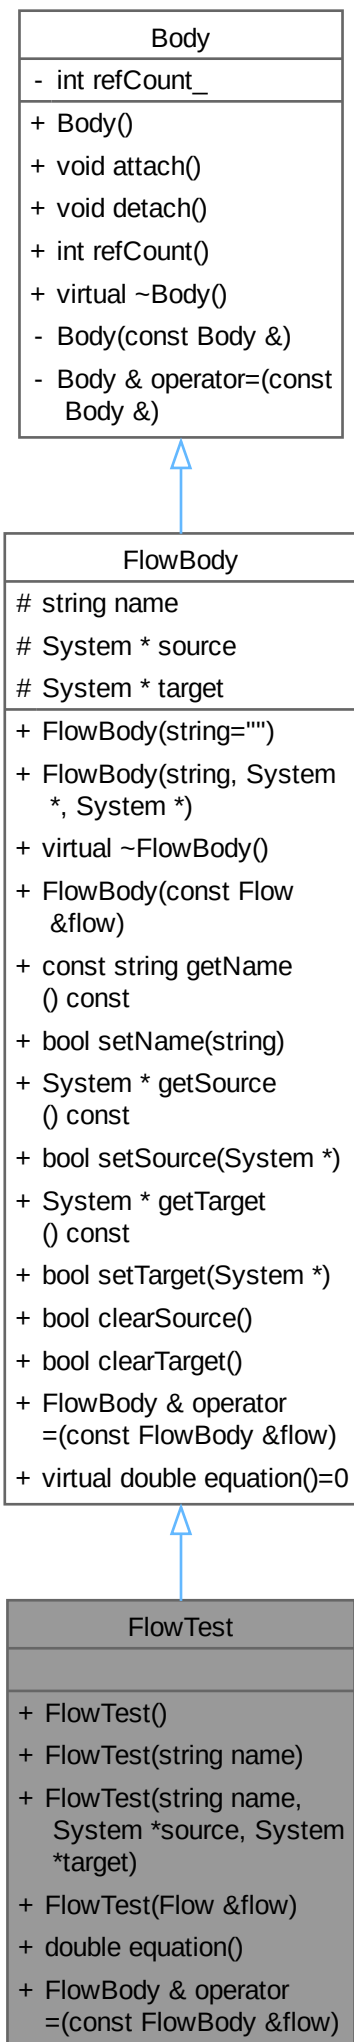 Body
- int refCount_
+ Body()
+ void attach()
+ void detach()
+ int refCount()
+ virtual ~Body()
- Body(const Body &)
- Body & operator=(const
Body &)
FlowBody
# string name
# System * source
# System * target
+ FlowBody(string="")
+ FlowBody(string, System
*, System *)
+ virtual ~FlowBody()
+ FlowBody(const Flow
&flow)
+ const string getName
() const
+ bool setName(string)
+ System * getSource
() const
+ bool setSource(System *)
+ System * getTarget
() const
+ bool setTarget(System *)
+ bool clearSource()
+ bool clearTarget()
+ FlowBody & operator
=(const FlowBody &flow)
+ virtual double equation()=0
FlowTest
+ FlowTest()
+ FlowTest(string name)
+ FlowTest(string name,
System *source, System
*target)
+ FlowTest(Flow &flow)
+ double equation()
+ FlowBody & operator
=(const FlowBody &flow)